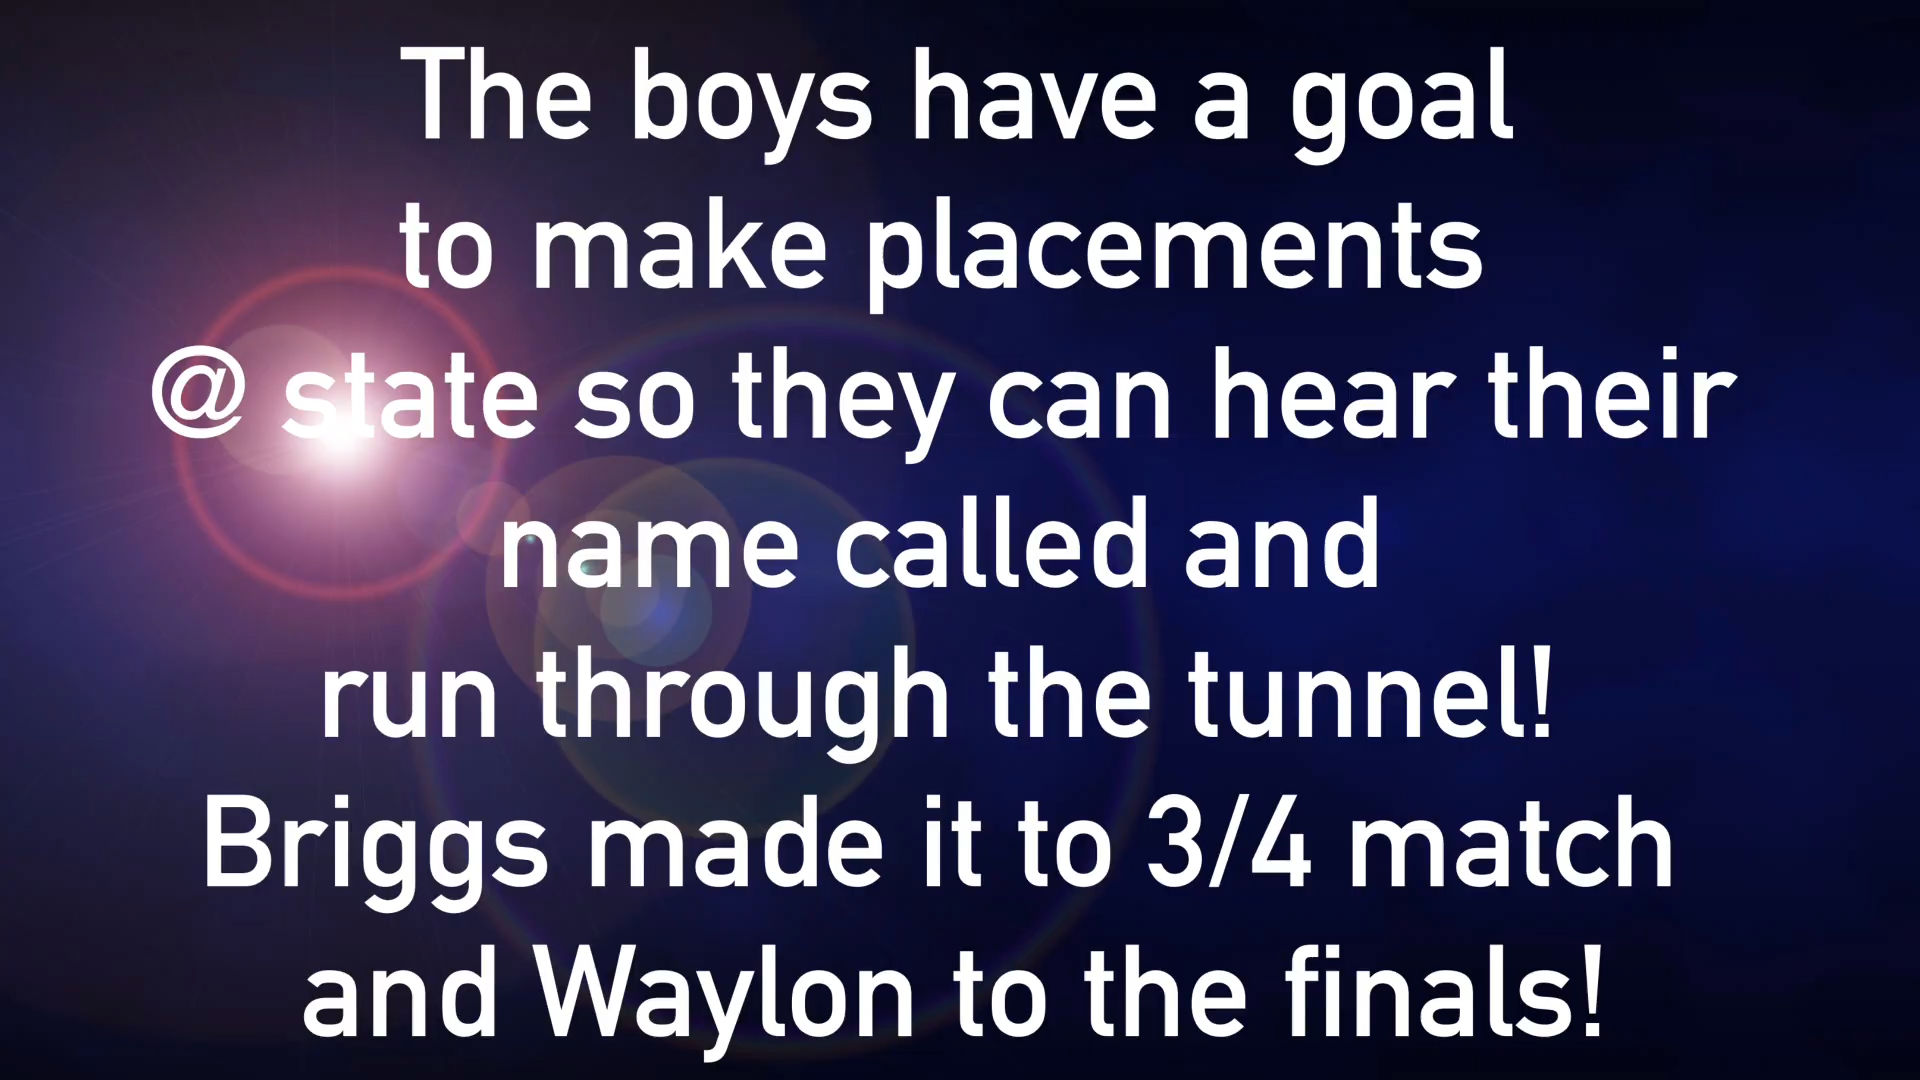 The boys have a goal
to make placements
@ state so they can hear their
name called and
run through the tunnel!
Briggs made it to 3/4 match
and Waylon to the finals!